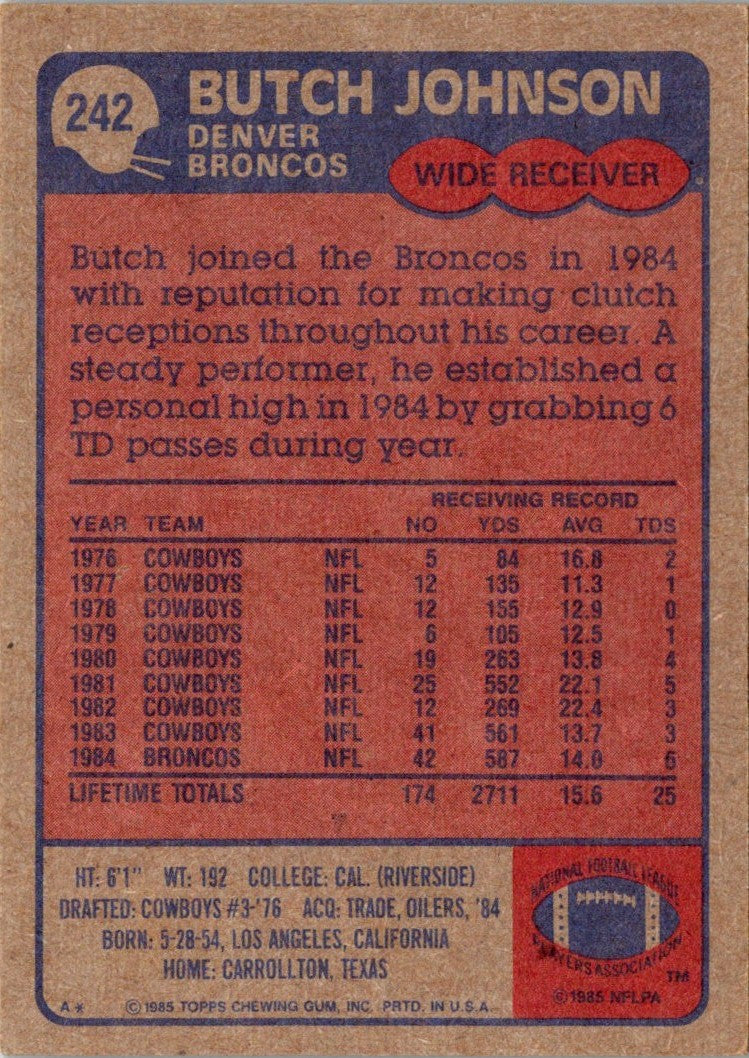 242
BUTCH JOHNSON
DENVER
BRONCOS
WIDE RECEIVER
Butch joined the Broncos in 1984
with reputation for making clutch
receptions throughout his career. A
steady performer, he established a
personal high in 1984 by grabbing 6
TD passes during year.
RECEIVING RECORD
YEAR TEAM NO YDS AVG TDS
1976 COWBOYS NFL 5 84 16.8 2
1977 COWBOYS NFL 12 135 11.3 1
1978 COWBOYS NFL 12 155 12.9 0
1979 COWBOYS NFL 6 105 12.5 1
1980 COWBOYS NFL 19 263 13.8 4
1981 COWBOYS NFL 25 552 22.1 5
1982 COWBOYS NFL 12 269 22.4 3
1983 COWBOYS NFL 41 561 13.7 3
1984 BRONCOS NFL 42 587 14.0 6
LIFETIME TOTALS 174 2711 15.6 25
HT: 6'1" WT: 192 COLLEGE: CAL. (RIVERSIDE)
DRAFTED: COWBOYS #3-'76 ACQ: TRADE, OILERS, '84
BORN: 5-28-54, LOS ANGELES, CALIFORNIA
HOME: CARROLLTON, TEXAS
A* © 1985 TOPPS CHEWING GUM, INC. PRTD. IN U.S.A.
NATIONAL FOOTBALL LEAGUE
PLAYERS ASSOCIATION
TM
© 1985 NFLPA